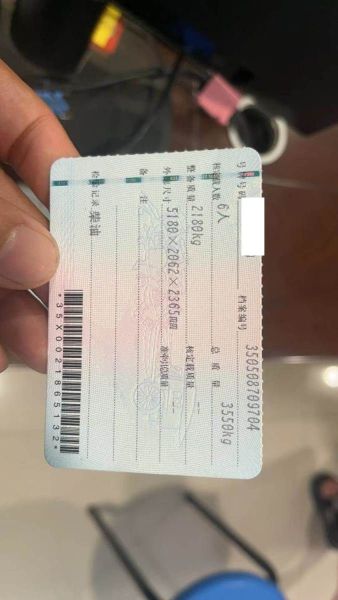 号牌号码 档案编号 350508709704
核定载人数 6人 总质量 3550kg
整备质量 2180kg 核定载质量 --
外廓尺寸 5180×2062×2365mm 准牵引总质量 --
备注
检验记录 柴油
*35X0021865132*